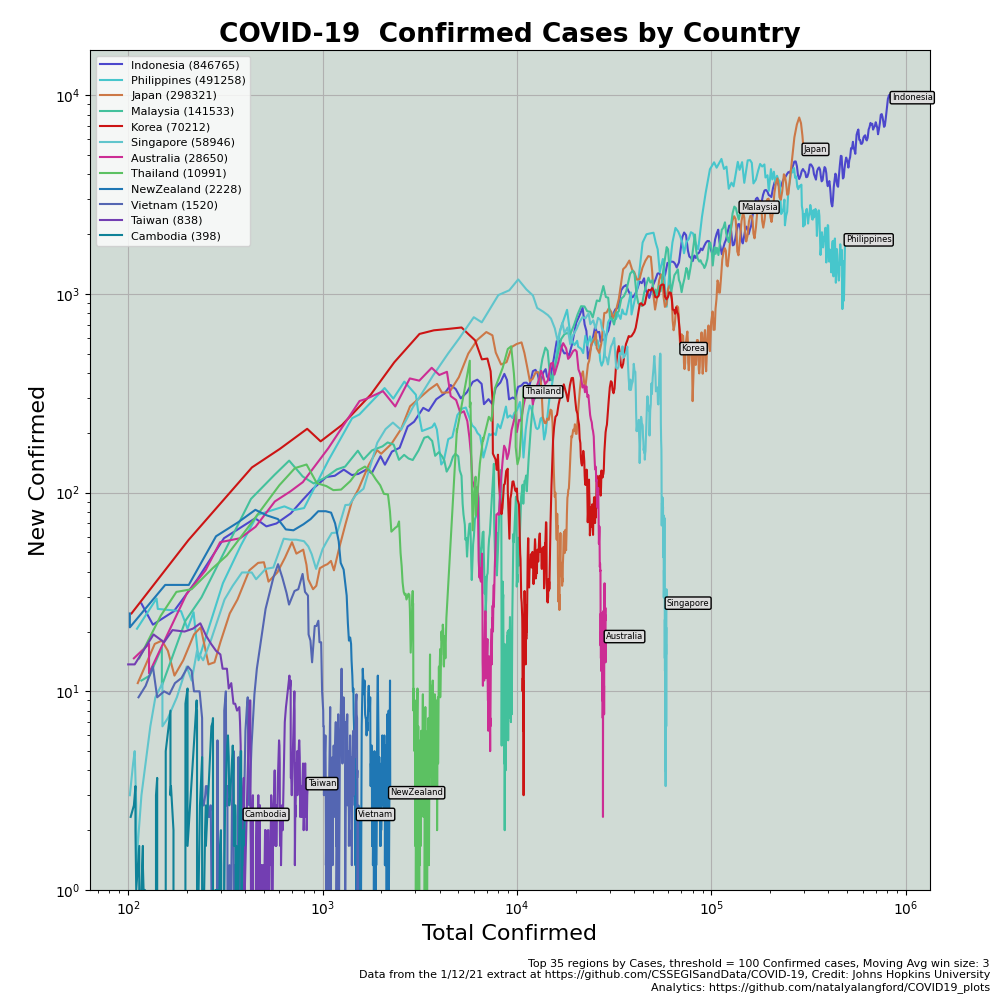 COVID-19  Confirmed Cases by Country
Indonesia (846765)
Philippines (491258)
Japan (298321)
Malaysia (141533)
Korea (70212)
Singapore (58946)
Australia (28650)
Thailand (10991)
NewZealand (2228)
Vietnam (1520)
Taiwan (838)
Cambodia (398)
Indonesia
Japan
Malaysia
Philippines
Korea
Thailand
Singapore
Australia
Taiwan
NewZealand
Cambodia
Vietnam
New Confirmed
10⁴
10³
10²
10¹
10⁰
10² 10³ 10⁴ 10⁵ 10⁶
Total Confirmed
Top 35 regions by Cases, threshold = 100 Confirmed cases, Moving Avg win size: 3
Data from the 1/12/21 extract at https://github.com/CSSEGISandData/COVID-19, Credit: Johns Hopkins University
Analytics: https://github.com/natalyalangford/COVID19_plots